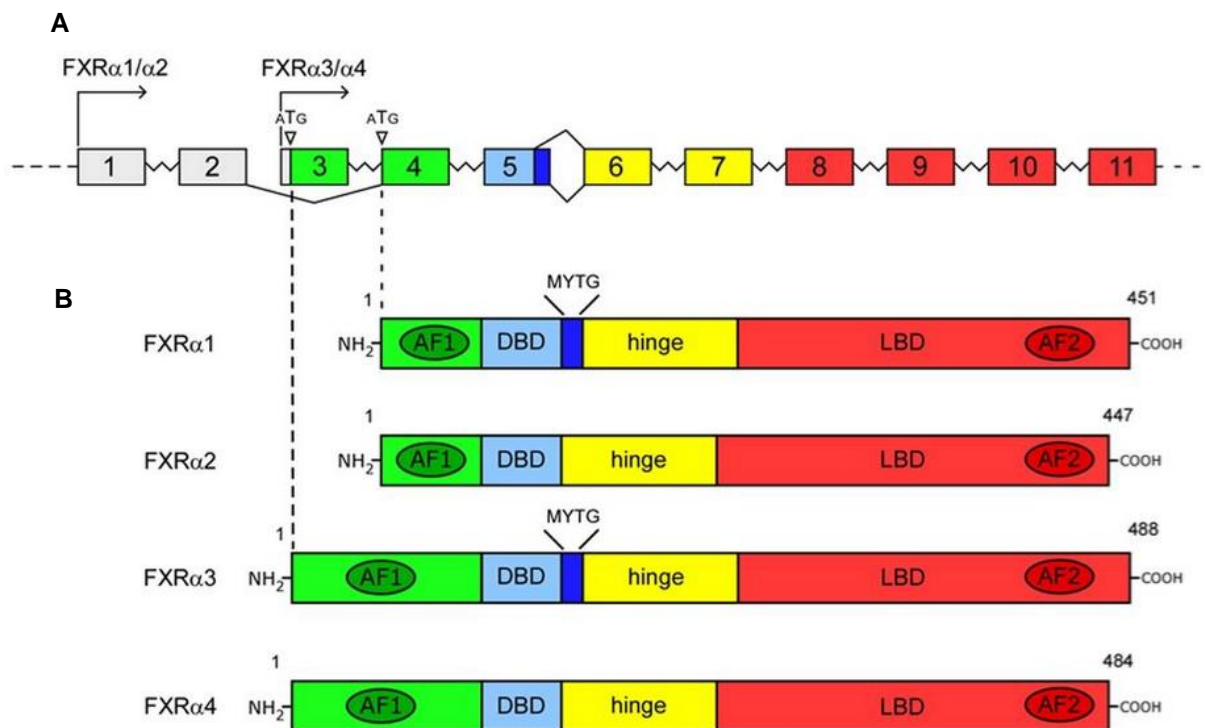 A
FXRα1/α2 FXRα3/α4
ATG ATG
1 2 3 4 5 6 7 8 9 10 11
B
MYTG
1 451
FXRα1 NH2 AF1 DBD hinge LBD AF2 COOH
1 447
FXRα2 NH2 AF1 DBD hinge LBD AF2 COOH
MYTG
1 488
FXRα3 NH2 AF1 DBD hinge LBD AF2 COOH
1 484
FXRα4 NH2 AF1 DBD hinge LBD AF2 COOH